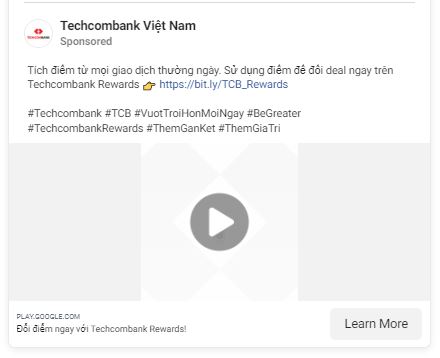 TECHCOMBANK
Techcombank Việt Nam
Sponsored
Tích điểm từ mọi giao dịch thường ngày. Sử dụng điểm để đổi deal ngay trên
Techcombank Rewards 👉 https://bit.ly/TCB_Rewards
#Techcombank #TCB #VuotTroiHonMoiNgay #BeGreater
#TechcombankRewards #ThemGanKet #ThemGiaTri
PLAY.GOOGLE.COM
Đổi điểm ngay với Techcombank Rewards!
Learn More